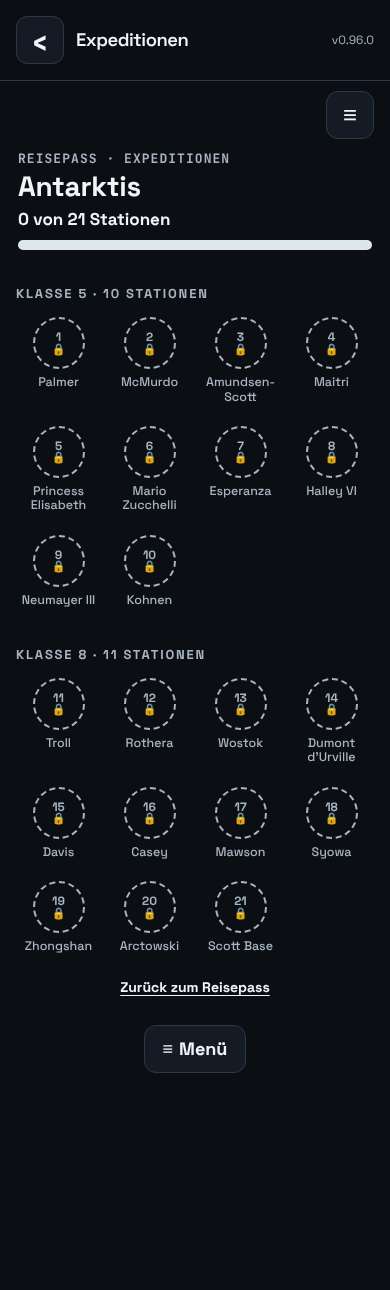 < Expeditionen v0.96.0
≡
REISEPASS · EXPEDITIONEN
Antarktis
0 von 21 Stationen
KLASSE 5 · 10 STATIONEN
1 2 3 4
Palmer McMurdo Amundsen-Scott Maitri
5 6 7 8
Princess Elisabeth Mario Zucchelli Esperanza Halley VI
9 10
Neumayer III Kohnen
KLASSE 8 · 11 STATIONEN
11 12 13 14
Troll Rothera Wostok Dumont d'Urville
15 16 17 18
Davis Casey Mawson Syowa
19 20 21
Zhongshan Arctowski Scott Base
Zurück zum Reisepass
≡ Menü